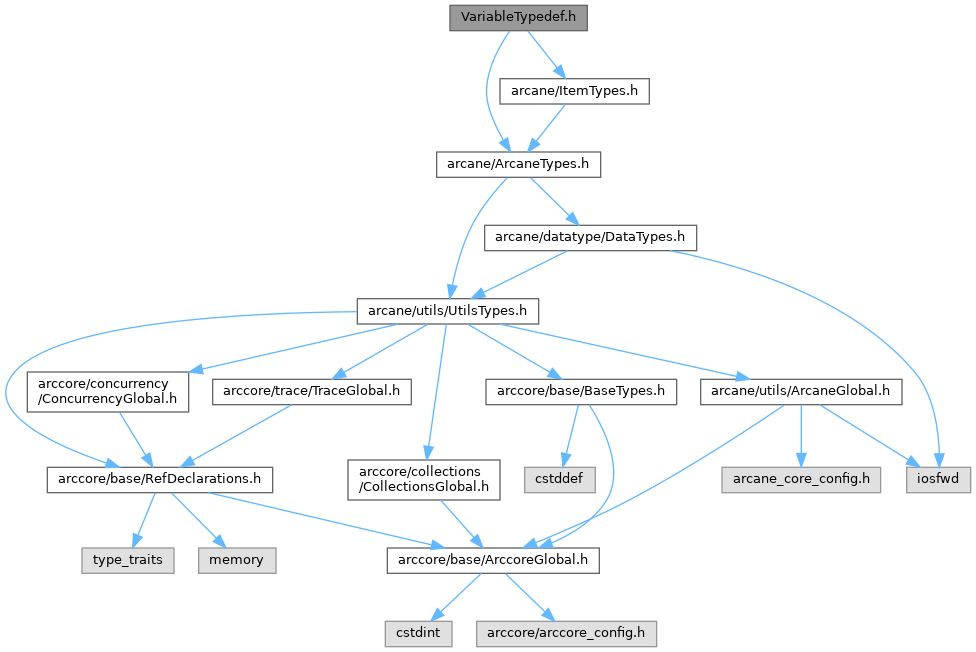 VariableTypedef.h
arcane/ItemTypes.h
arcane/ArcaneTypes.h
arcane/datatype/DataTypes.h
arcane/utils/UtilsTypes.h
arccore/concurrency
/ConcurrencyGlobal.h
arccore/trace/TraceGlobal.h
arccore/base/BaseTypes.h
arcane/utils/ArcaneGlobal.h
arccore/base/RefDeclarations.h
arccore/collections
/CollectionsGlobal.h
cstddef
arcane_core_config.h
iosfwd
type_traits
memory
arccore/base/ArccoreGlobal.h
cstdint
arccore/arccore_config.h